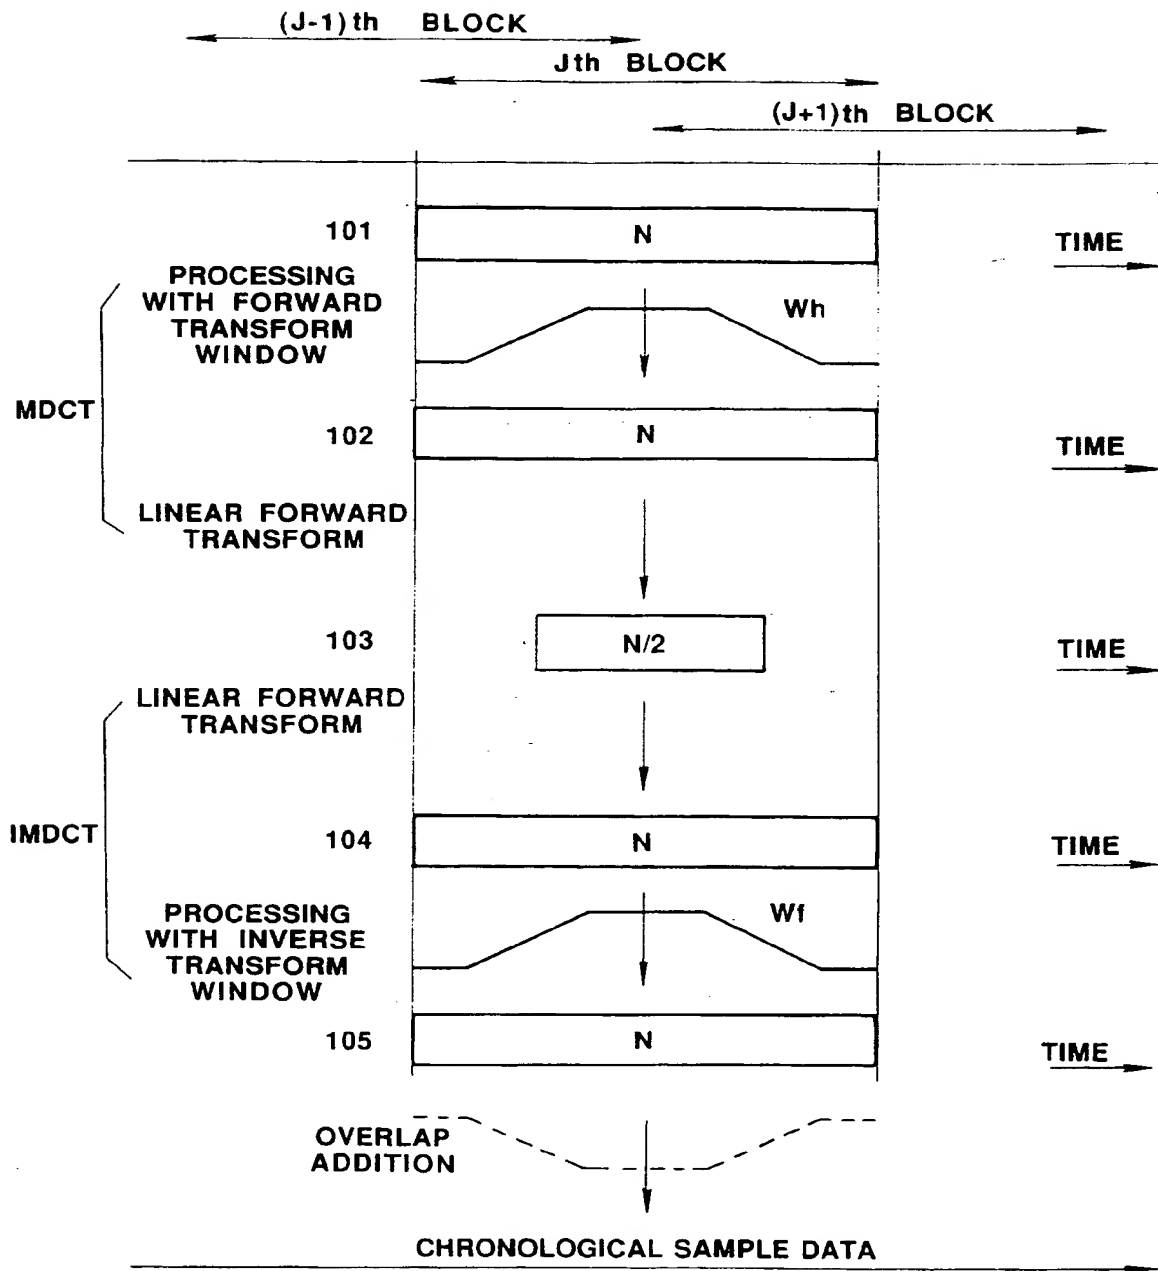 (J-1)th BLOCK
Jth BLOCK
(J+1)th BLOCK
101
N
TIME
PROCESSING
WITH FORWARD
TRANSFORM
WINDOW
Wh
MDCT
102
N
TIME
LINEAR FORWARD
TRANSFORM
103
N/2
TIME
LINEAR FORWARD
TRANSFORM
IMDCT
104
N
TIME
PROCESSING
WITH INVERSE
TRANSFORM
WINDOW
Wf
105
N
TIME
OVERLAP
ADDITION
CHRONOLOGICAL SAMPLE DATA